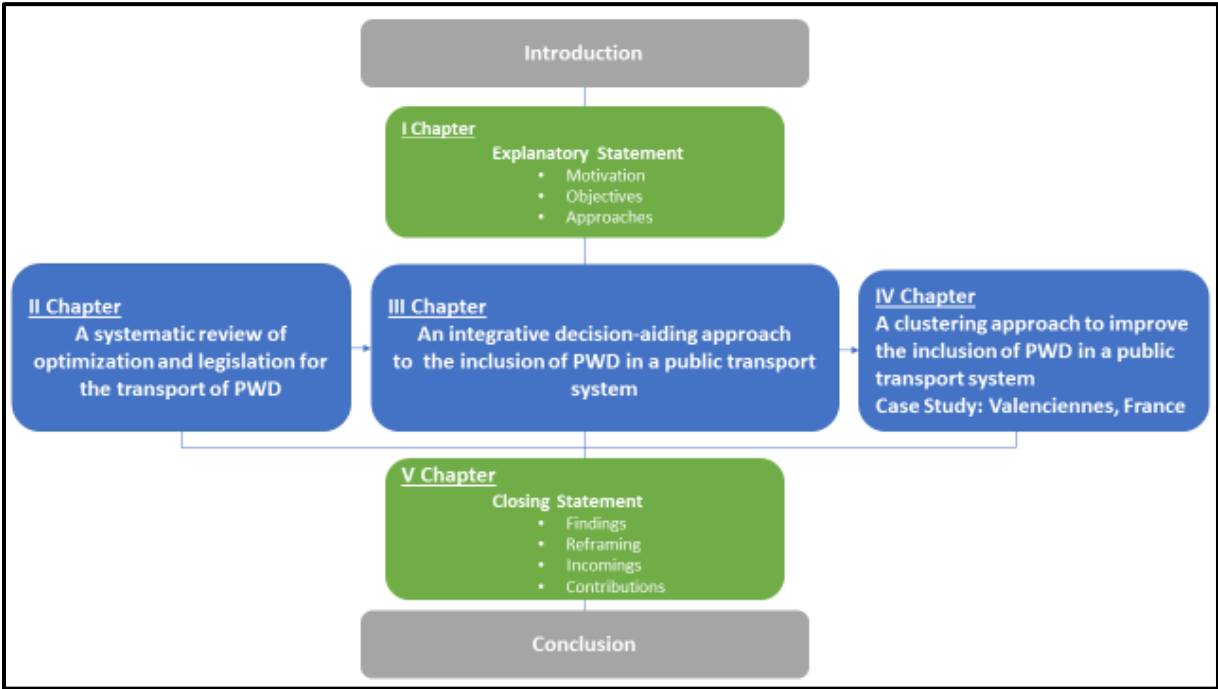 Introduction
I Chapter
Explanatory Statement
• Motivation
• Objectives
• Approaches
II Chapter
A systematic review of
optimization and legislation for
the transport of PWD
III Chapter
An integrative decision-aiding approach
to the inclusion of PWD in a public transport
system
IV Chapter
A clustering approach to improve
the inclusion of PWD in a public
transport system
Case Study: Valenciennes, France
V Chapter
Closing Statement
• Findings
• Reframing
• Incomings
• Contributions
Conclusion